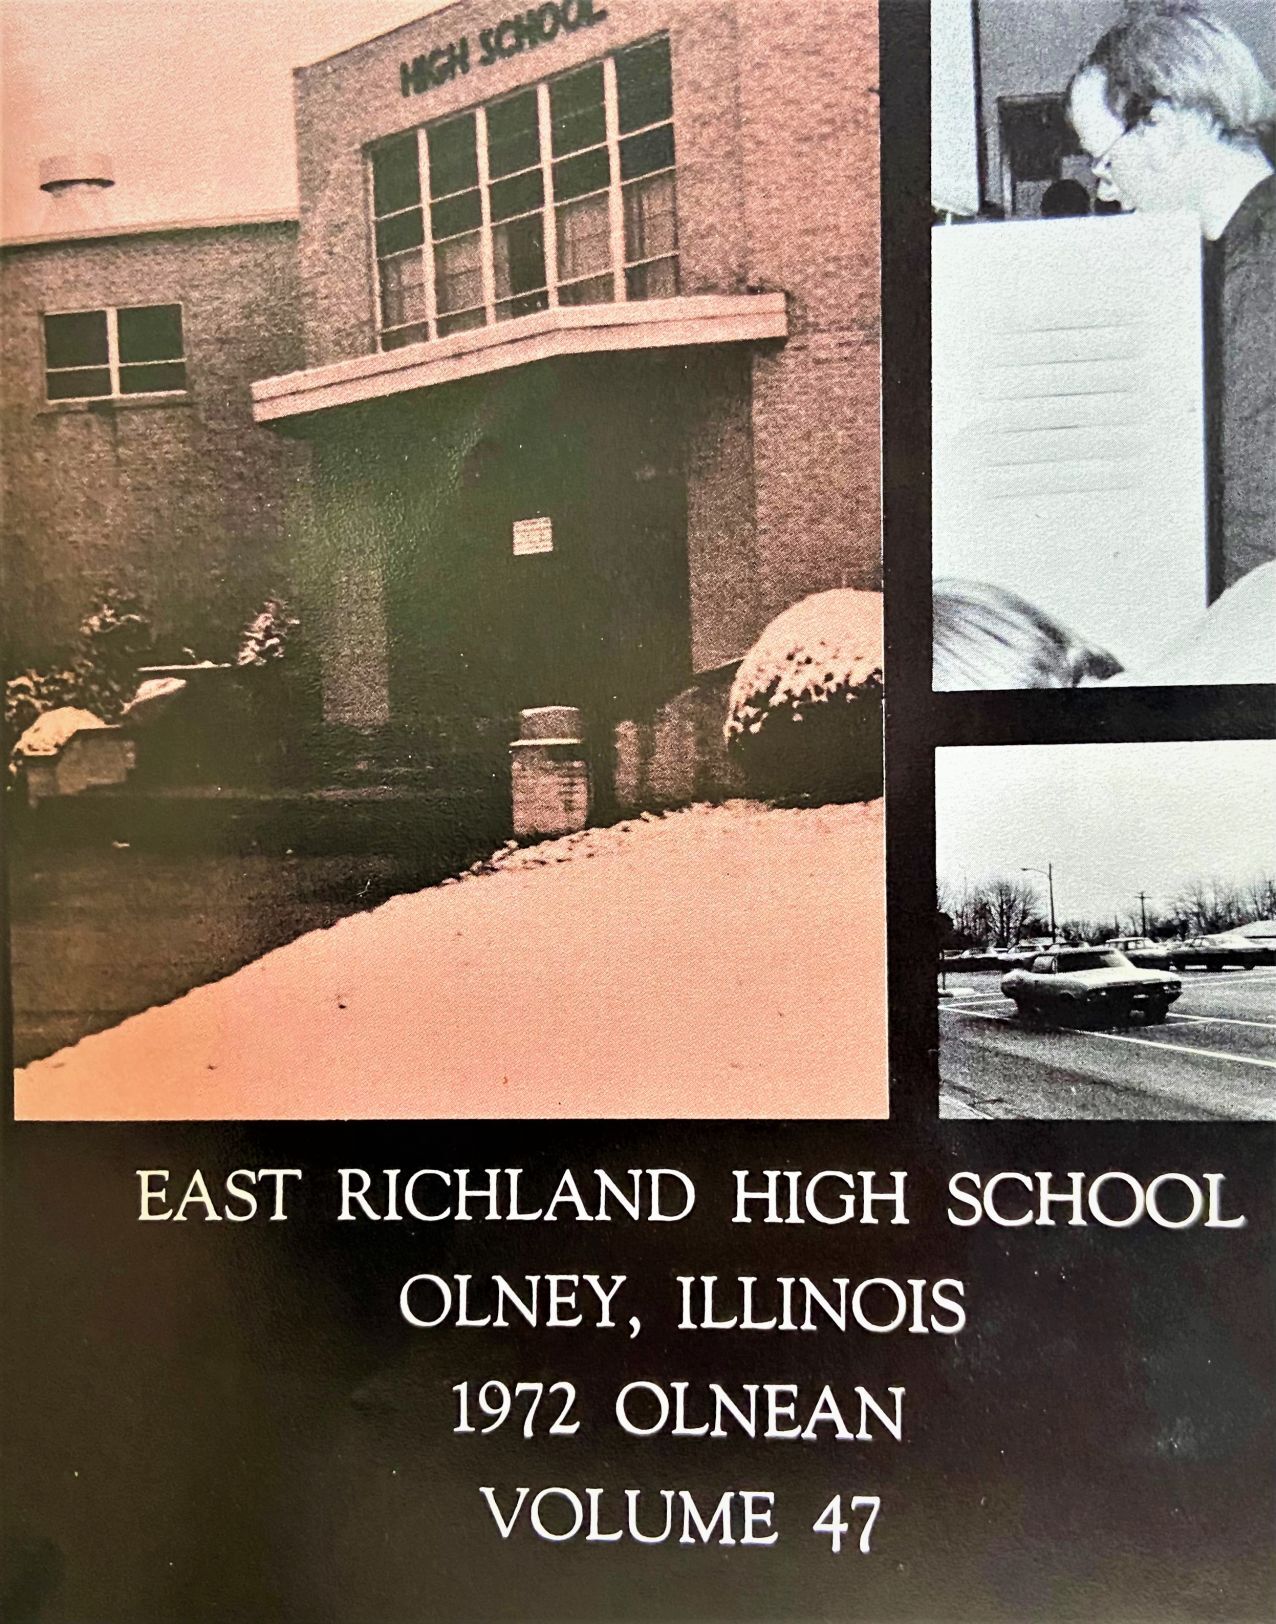 HIGH SCHOOL
EAST RICHLAND HIGH SCHOOL
OLNEY, ILLINOIS
1972 OLNEAN
VOLUME 47